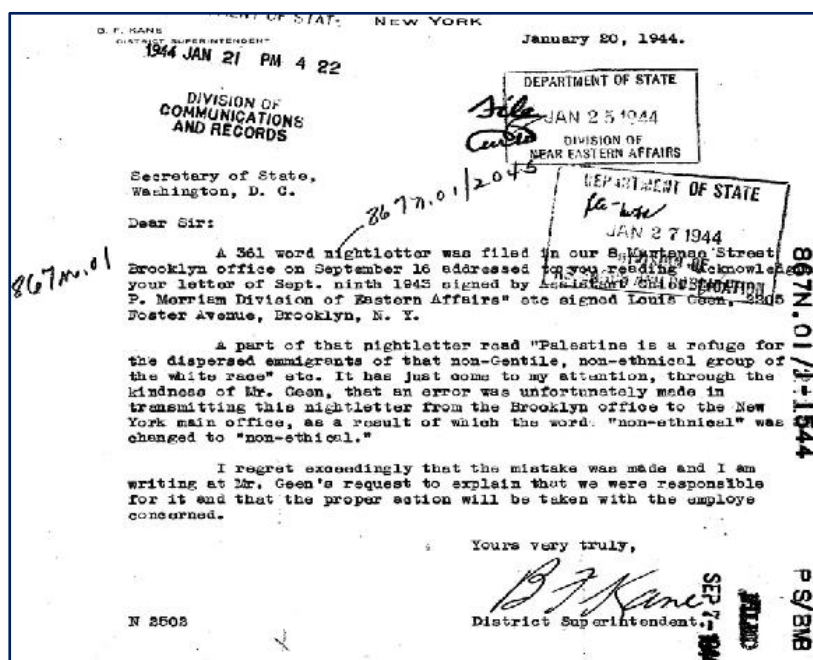 NEW YORK
B. F. KANE
DISTRICT SUPERINTENDENT
January 20, 1944.
1944 JAN 21 PM 4 22
DIVISION OF
COMMUNICATIONS
AND RECORDS
DEPARTMENT OF STATE
JAN 25 1944
DIVISION OF
NEAR EASTERN AFFAIRS
File
Secretary of State,
Washington, D. C.
867N.01/2045
DEPARTMENT OF STATE
JAN 27 1944
Dear Sir:
867N.01
A 361 word nightletter was filed in our 8 Street
Brooklyn office on September 16 addressed to you reading "Acknowledg
your letter of Sept. ninth 1943 signed by Assistant
P. Merriam Division of Eastern Affairs" etc signed Louis Geen, 2205
Foster Avenue, Brooklyn, N. Y.
A part of that nightletter read "Palestine is a refuge for
the dispersed emmigrants of that non-Gentile, non-ethnical group of
the white race" etc. It has just come to my attention, through the
kindness of Mr. Geen, that an error was unfortunately made in
transmitting this nightletter from the Brooklyn office to the New
York main office, as a result of which the word "non-ethnical" was
changed to "non-ethical."
I regret exceedingly that the mistake was made and I am
writing at Mr. Geen's request to explain that we were responsible
for it and that the proper action will be taken with the employe
concerned.
Yours very truly,
B F Kane
District Superintendent.
N 2502
867N.01/1-1544
PS/BMB
SEP 7-